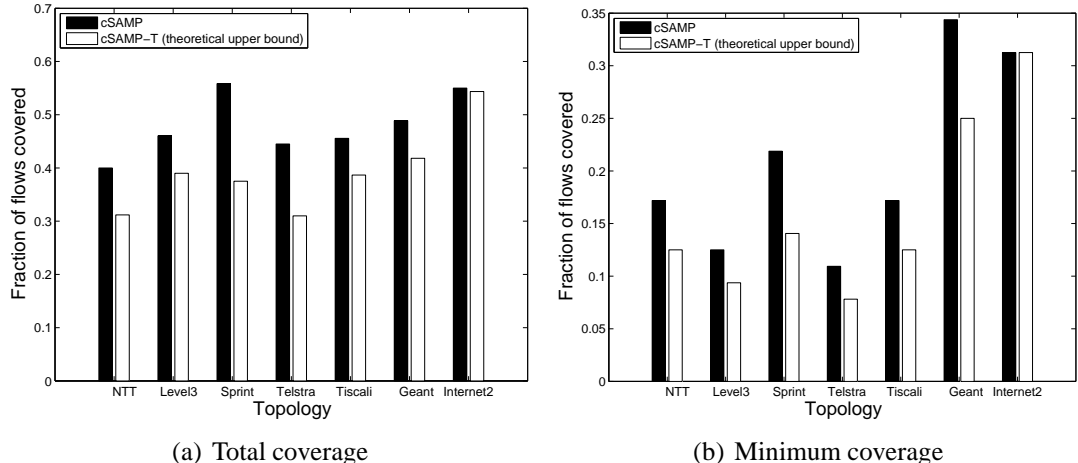 0.7
0.6
0.5
0.4
0.3
0.2
0.1
0
Fraction of flows covered
cSAMP
cSAMP−T (theoretical upper bound)
NTT Level3 Sprint Telstra Tiscali Geant Internet2
Topology
(a) Total coverage
0.35
0.3
0.25
0.2
0.15
0.1
0.05
0
Fraction of flows covered
cSAMP
cSAMP−T (theoretical upper bound)
NTT Level3 Sprint Telstra Tiscali Geant Internet2
Topology
(b) Minimum coverage